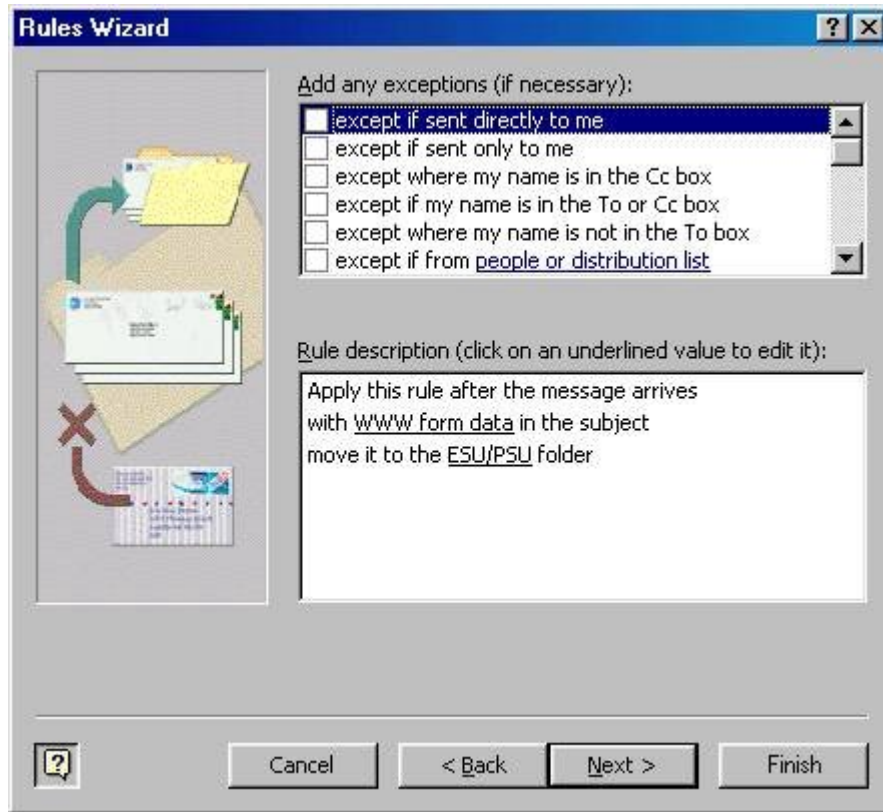 Rules Wizard
Add any exceptions (if necessary):
except if sent directly to me
except if sent only to me
except where my name is in the Cc box
except if my name is in the To or Cc box
except where my name is not in the To box
except if from people or distribution list
Rule description (click on an underlined value to edit it):
Apply this rule after the message arrives
with WWW form data in the subject
move it to the ESU/PSU folder
Cancel
< Back
Next >
Finish